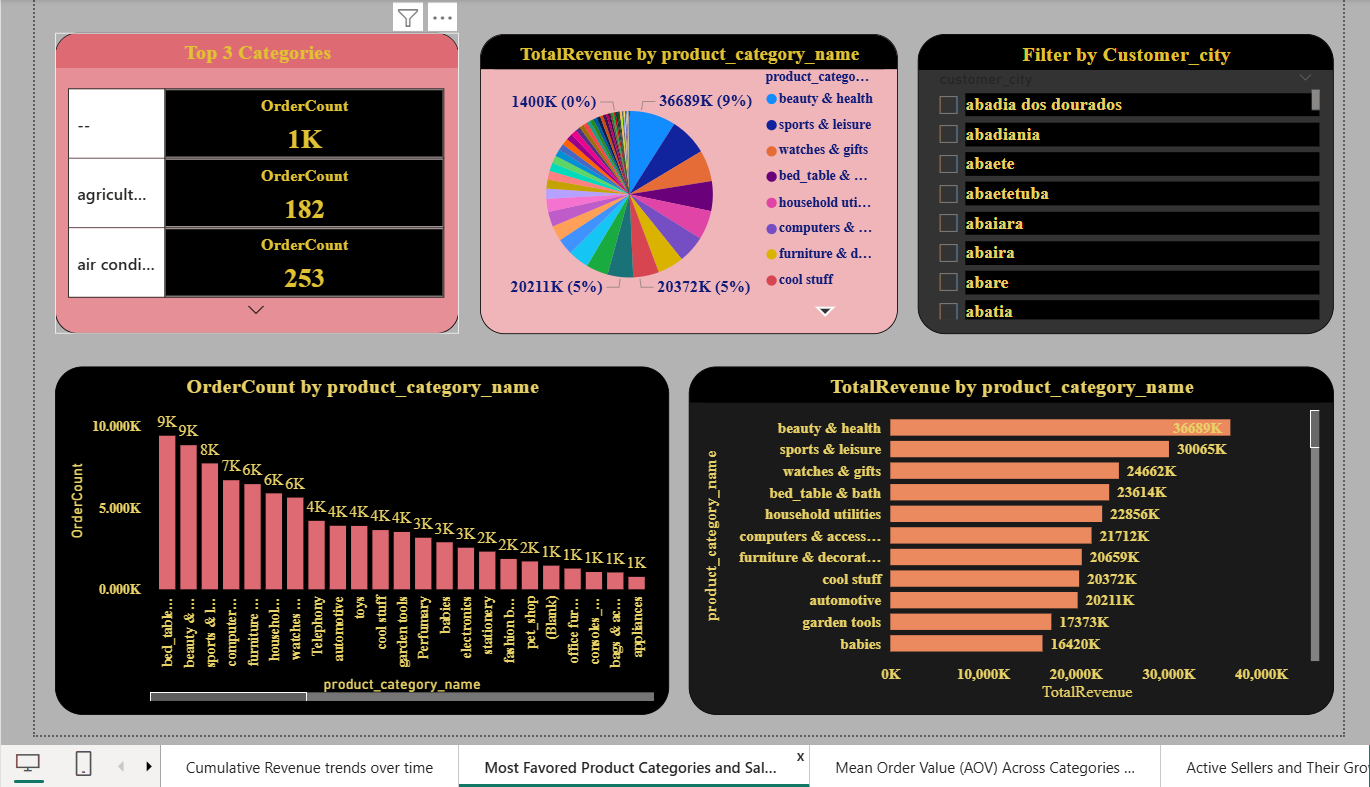 Top 3 Categories
--
OrderCount
1K
agricult...
OrderCount
182
air condi...
OrderCount
253
TotalRevenue by product_category_name
1400K (0%)
36689K (9%)
20211K (5%)
20372K (5%)
product_catego...
beauty & health
sports & leisure
watches & gifts
bed_table & ...
household uti...
computers & ...
furniture & d...
cool stuff
Filter by Customer_city
customer_city
abadia dos dourados
abadiania
abaete
abaetetuba
abaiara
abaira
abare
abatia
OrderCount by product_category_name
OrderCount
10.000K
5.000K
0.000K
9K
9K
8K
7K
6K
6K
6K
4K
4K
4K
4K
4K
3K
3K
3K
2K
2K
2K
1K
1K
1K
1K
1K
bed_table...
beauty & ...
sports & l...
computer...
furniture ...
househol...
watches ...
Telephony
automotive
toys
cool stuff
garden tools
Perfumary
babies
electronics
stationery
fashion b...
pet_shop
(Blank)
office fur...
consoles_...
bags & ac...
appliances
product_category_name
TotalRevenue by product_category_name
product_category_name
beauty & health 36689K
sports & leisure 30065K
watches & gifts 24662K
bed_table & bath 23614K
household utilities 22856K
computers & access... 21712K
furniture & decorat... 20659K
cool stuff 20372K
automotive 20211K
garden tools 17373K
babies 16420K
0K 10,000K 20,000K 30,000K 40,000K
TotalRevenue
Cumulative Revenue trends over time
Most Favored Product Categories and Sal...
x
Mean Order Value (AOV) Across Categories ...
Active Sellers and Their Gro